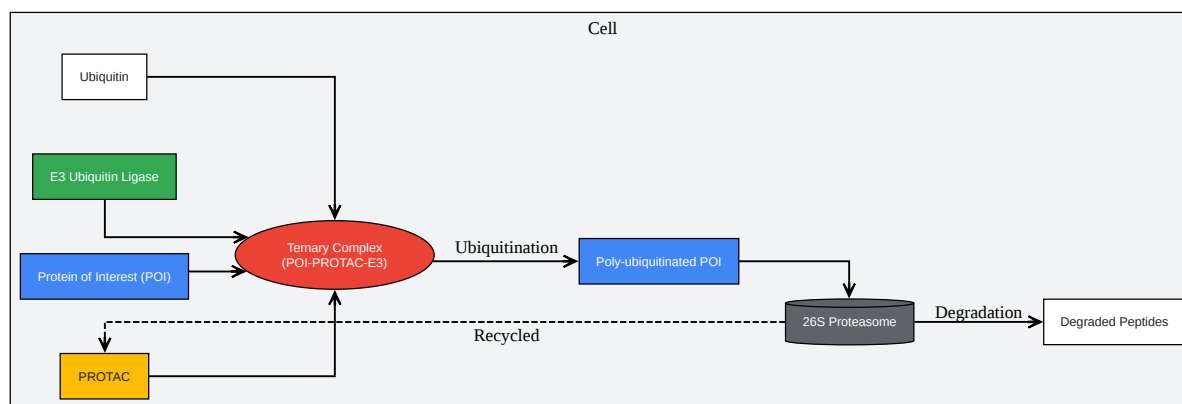 Cell
Ubiquitin
E3 Ubiquitin Ligase
Protein of Interest (POI)
PROTAC
Ternary Complex
(POI-PROTAC-E3)
Ubiquitination
Poly-ubiquitinated POI
26S Proteasome
Recycled
Degradation
Degraded Peptides